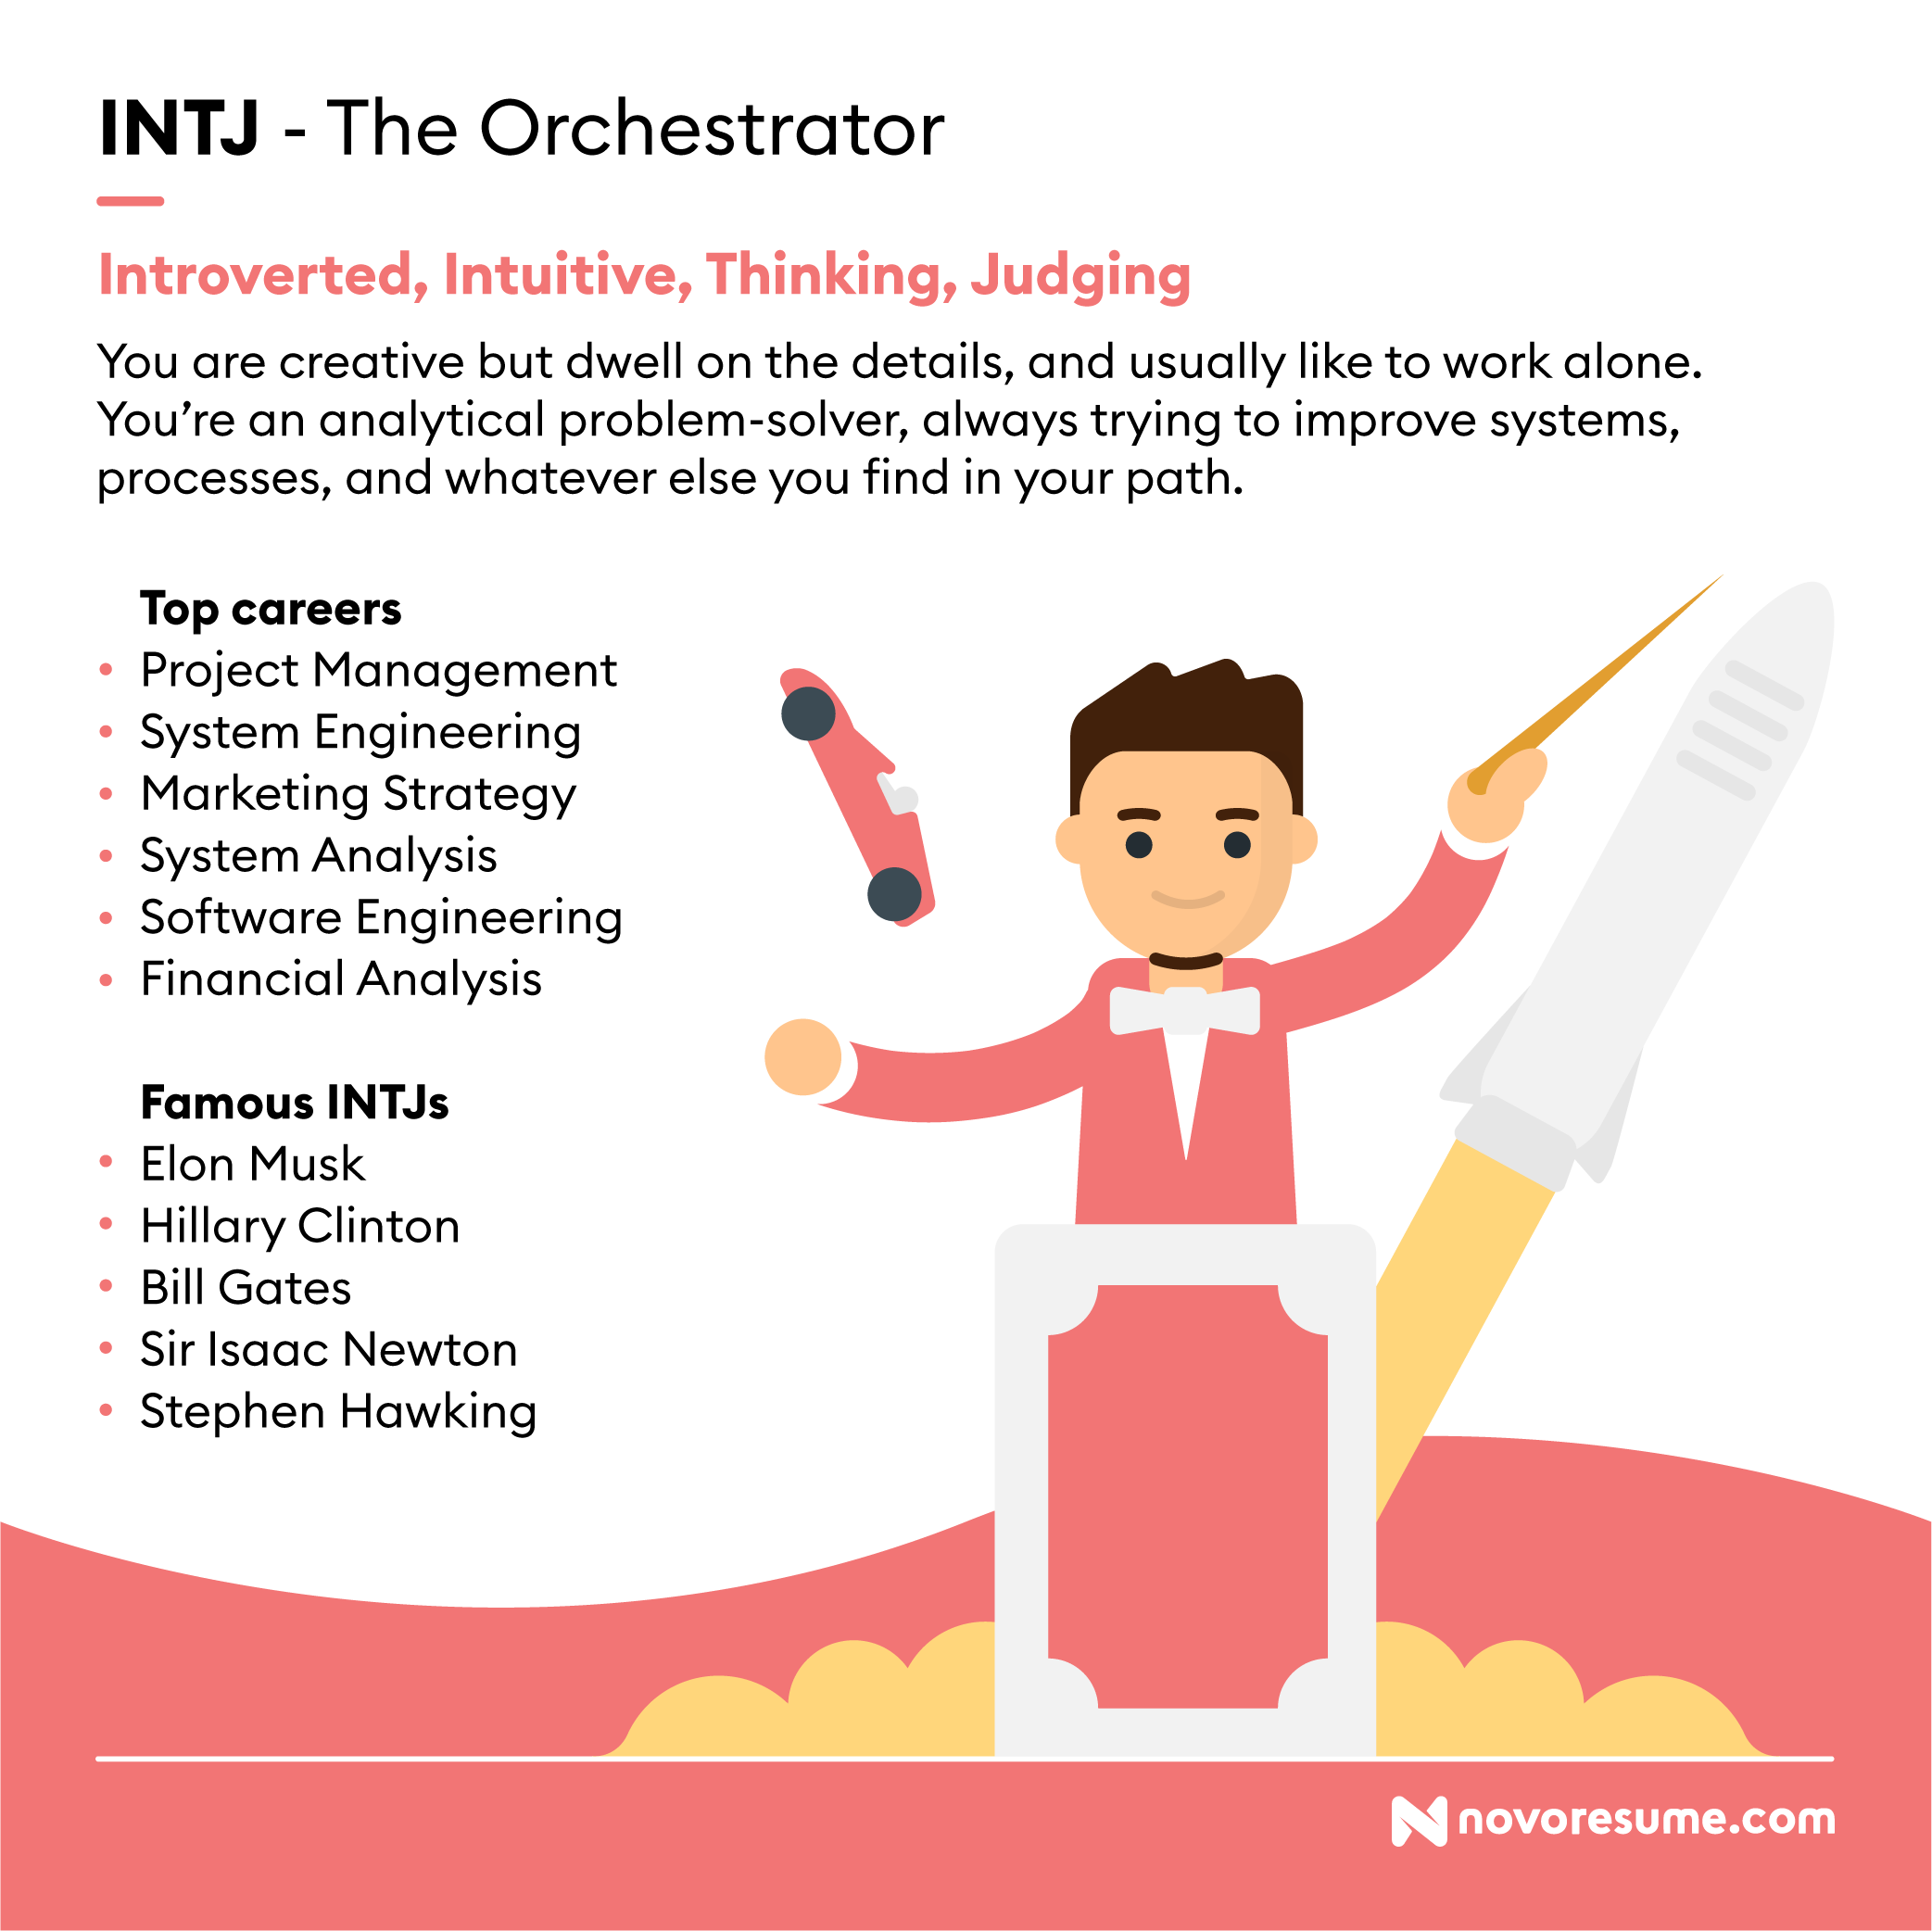 INTJ - The Orchestrator
Introverted, Intuitive, Thinking, Judging
You are creative but dwell on the details, and usually like to work alone.
You’re an analytical problem-solver, always trying to improve systems,
processes, and whatever else you find in your path.
Top careers
• Project Management
• System Engineering
• Marketing Strategy
• System Analysis
• Software Engineering
• Financial Analysis
Famous INTJs
• Elon Musk
• Hillary Clinton
• Bill Gates
• Sir Isaac Newton
• Stephen Hawking
novoresume.com